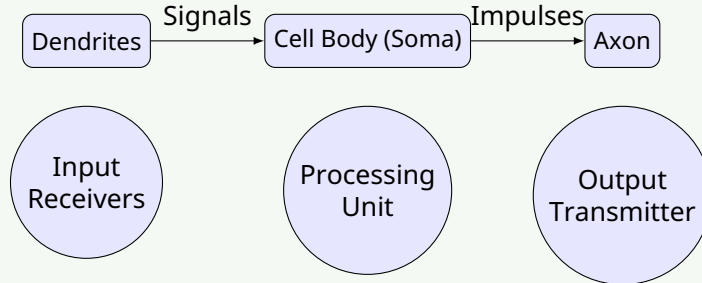 Signals
Impulses
Dendrites
Cell Body (Soma)
Axon
Input
Receivers
Processing
Unit
Output
Transmitter